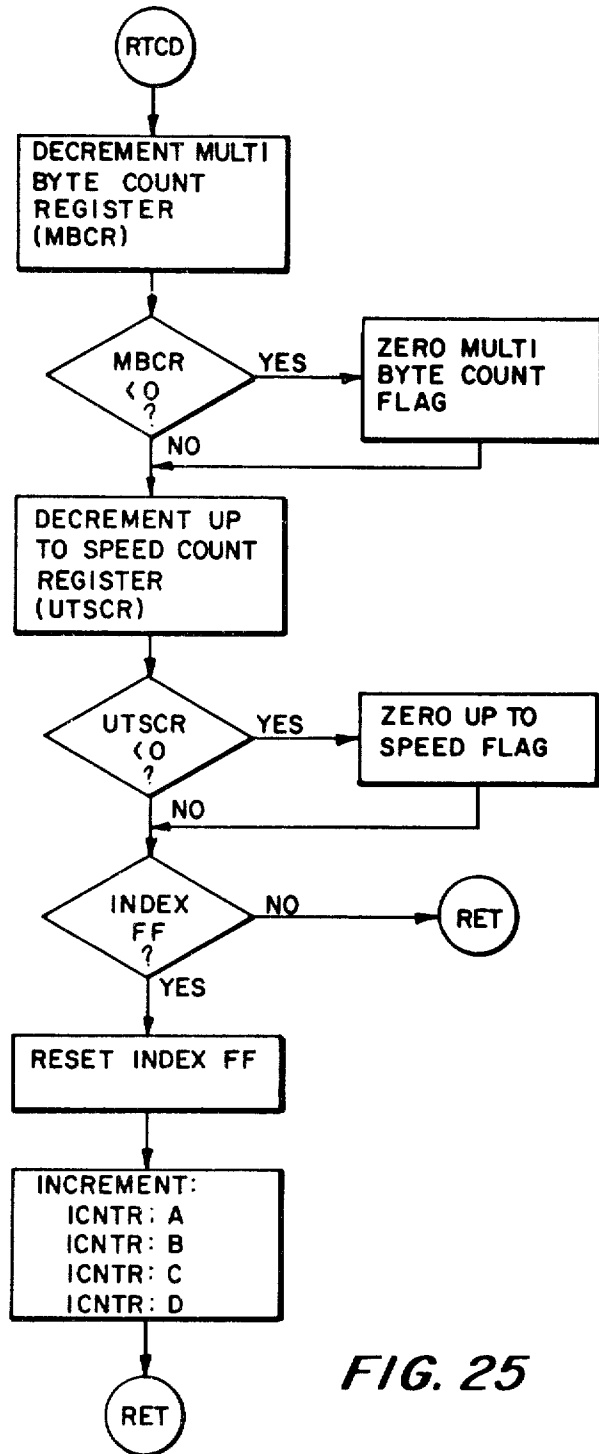 RTCD
DECREMENT MULTI
BYTE COUNT
REGISTER
(MBCR)
MBCR
<0
?
YES
ZERO MULTI
BYTE COUNT
FLAG
NO
DECREMENT UP
TO SPEED COUNT
REGISTER
(UTSCR)
UTSCR
<0
?
YES
ZERO UP TO
SPEED FLAG
NO
INDEX
FF
?
NO
RET
YES
RESET INDEX FF
INCREMENT:
ICNTR: A
ICNTR: B
ICNTR: C
ICNTR: D
RET
FIG. 25